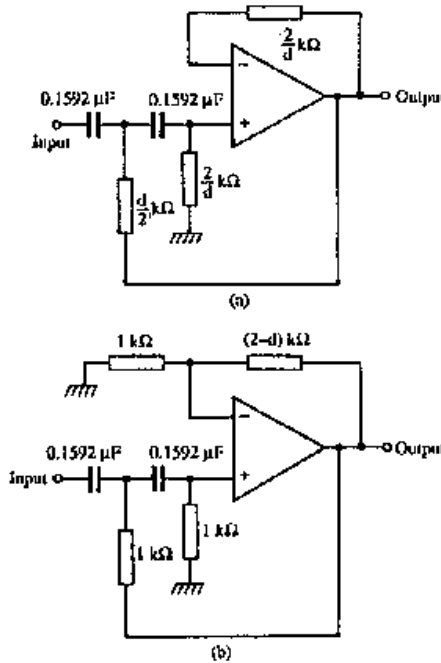 2/d kΩ
−
0.1592 µF 0.1592 µF
Output
Input
+
d/2 kΩ
2/d kΩ
(a)
1 kΩ (2–d) kΩ
−
0.1592 µF 0.1592 µF
Output
Input
+
1 kΩ
1 kΩ
(b)